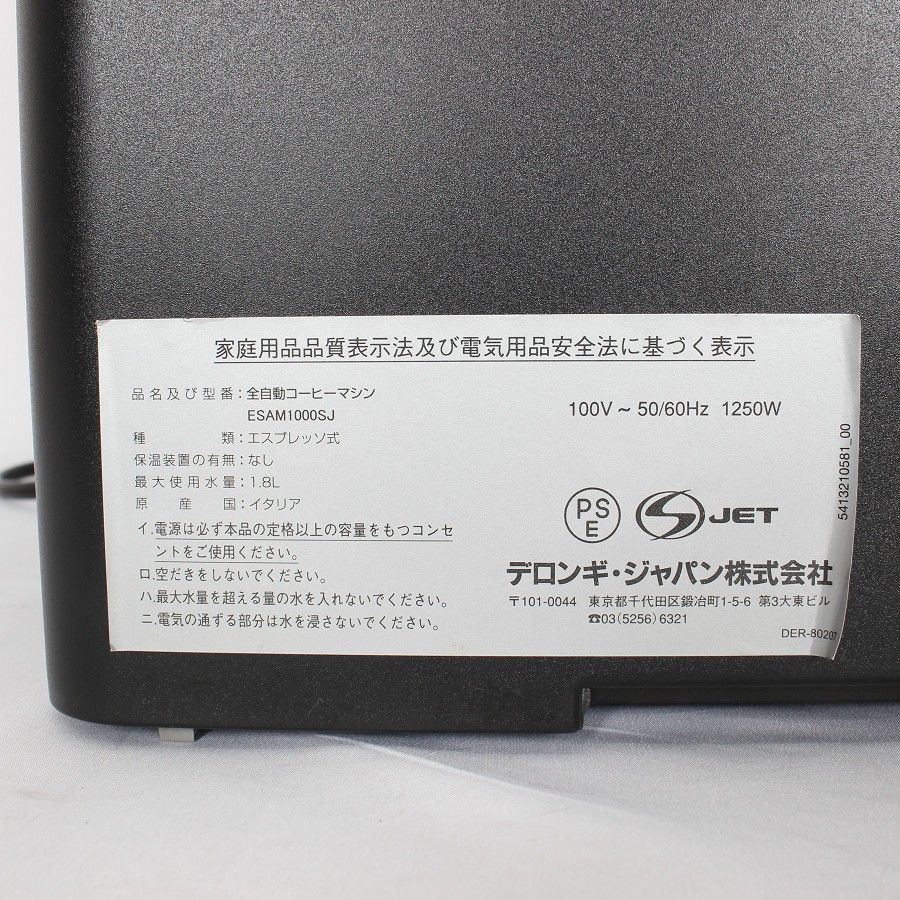 家庭用品品質表示法及び電気用品安全法に基づく表示
品名及び型番：全自動コーヒーマシン
ESAM1000SJ
種　　　類：エスプレッソ式
保温装置の有無：なし
最大使用水量：1.8L
原　産　国：イタリア
イ.電源は必ず本品の定格以上の容量をもつコンセ
ントをご使用ください。
ロ.空だきをしないでください。
ハ.最大水量を超える量の水を入れないでください。
ニ.電気の通ずる部分は水を浸さないでください。
100V ~ 50/60Hz 1250W
PS
E
S JET
デロンギ・ジャパン株式会社
〒101-0044 東京都千代田区鍛冶町1-5-6 第3大東ビル
☎03(5256)6321
DER-80207
5413210581_00